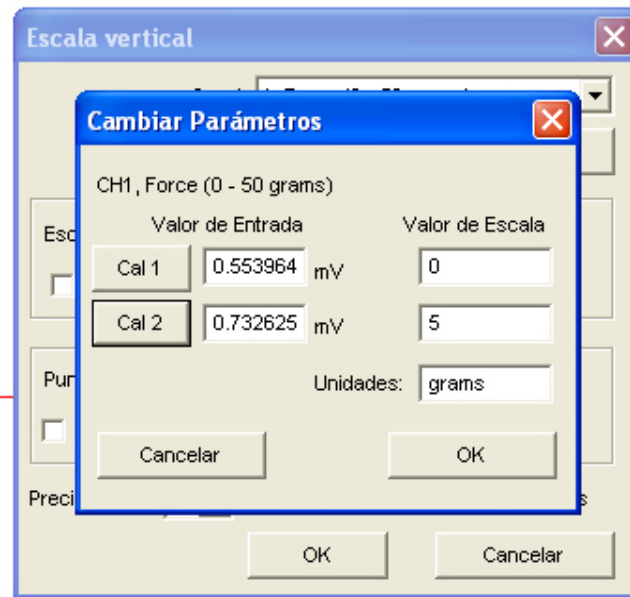 Escala vertical
Cambiar Parámetros
CH1, Force (0 - 50 grams)
Valor de Entrada Valor de Escala
Cal 1 0.553964 mV 0
Cal 2 0.732625 mV 5
Unidades: grams
Cancelar OK
OK Cancelar